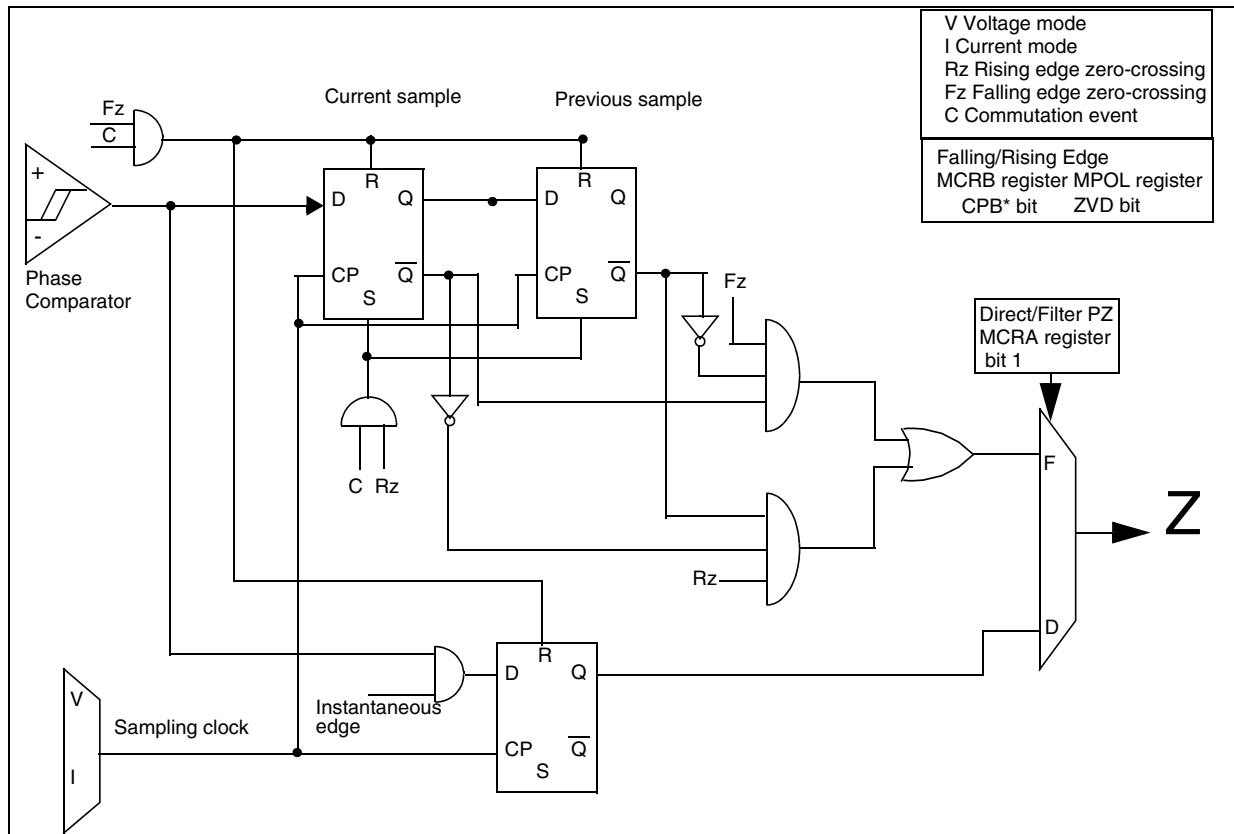 V Voltage mode
I Current mode
Rz Rising edge zero-crossing
Fz Falling edge zero-crossing
C Commutation event
Falling/Rising Edge
MCRB register MPOL register
CPB* bit ZVD bit
Current sample
Previous sample
Fz
C
+
-
Phase
Comparator
R
D
Q
CP
Q
S
R
D
Q
CP
Q
S
Fz
C Rz
Rz
Direct/Filter PZ
MCRA register
bit 1
F
D
Z
V
I
Sampling clock
Instantaneous
edge
R
D
Q
CP
Q
S